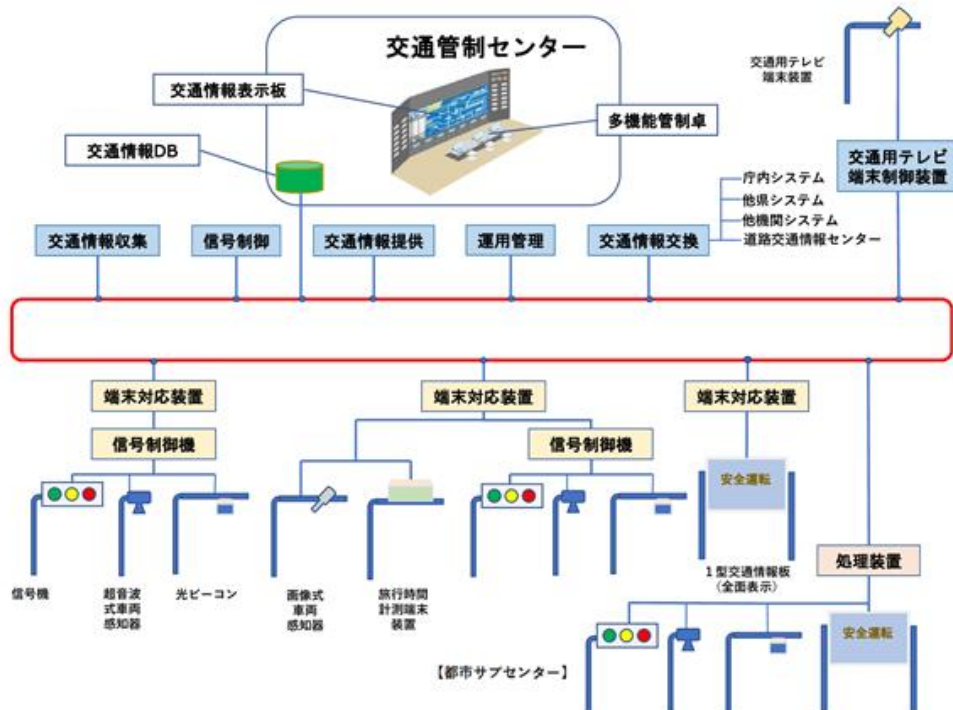 交通管制センター
交通情報表示板
多機能管制卓
交通情報DB
交通用テレビ
端末装置
交通用テレビ
端末制御装置
庁内システム
他県システム
他機関システム
道路交通情報センター
交通情報収集
信号制御
交通情報提供
運用管理
交通情報交換
端末対応装置
端末対応装置
端末対応装置
信号制御機
信号制御機
安全運転
信号機
超音波
式車両
感知器
光ビーコン
画像式
車両
感知器
旅行時間
計測端末
装置
1型交通情報板
(全面表示)
処理装置
安全運転
【都市サブセンター】